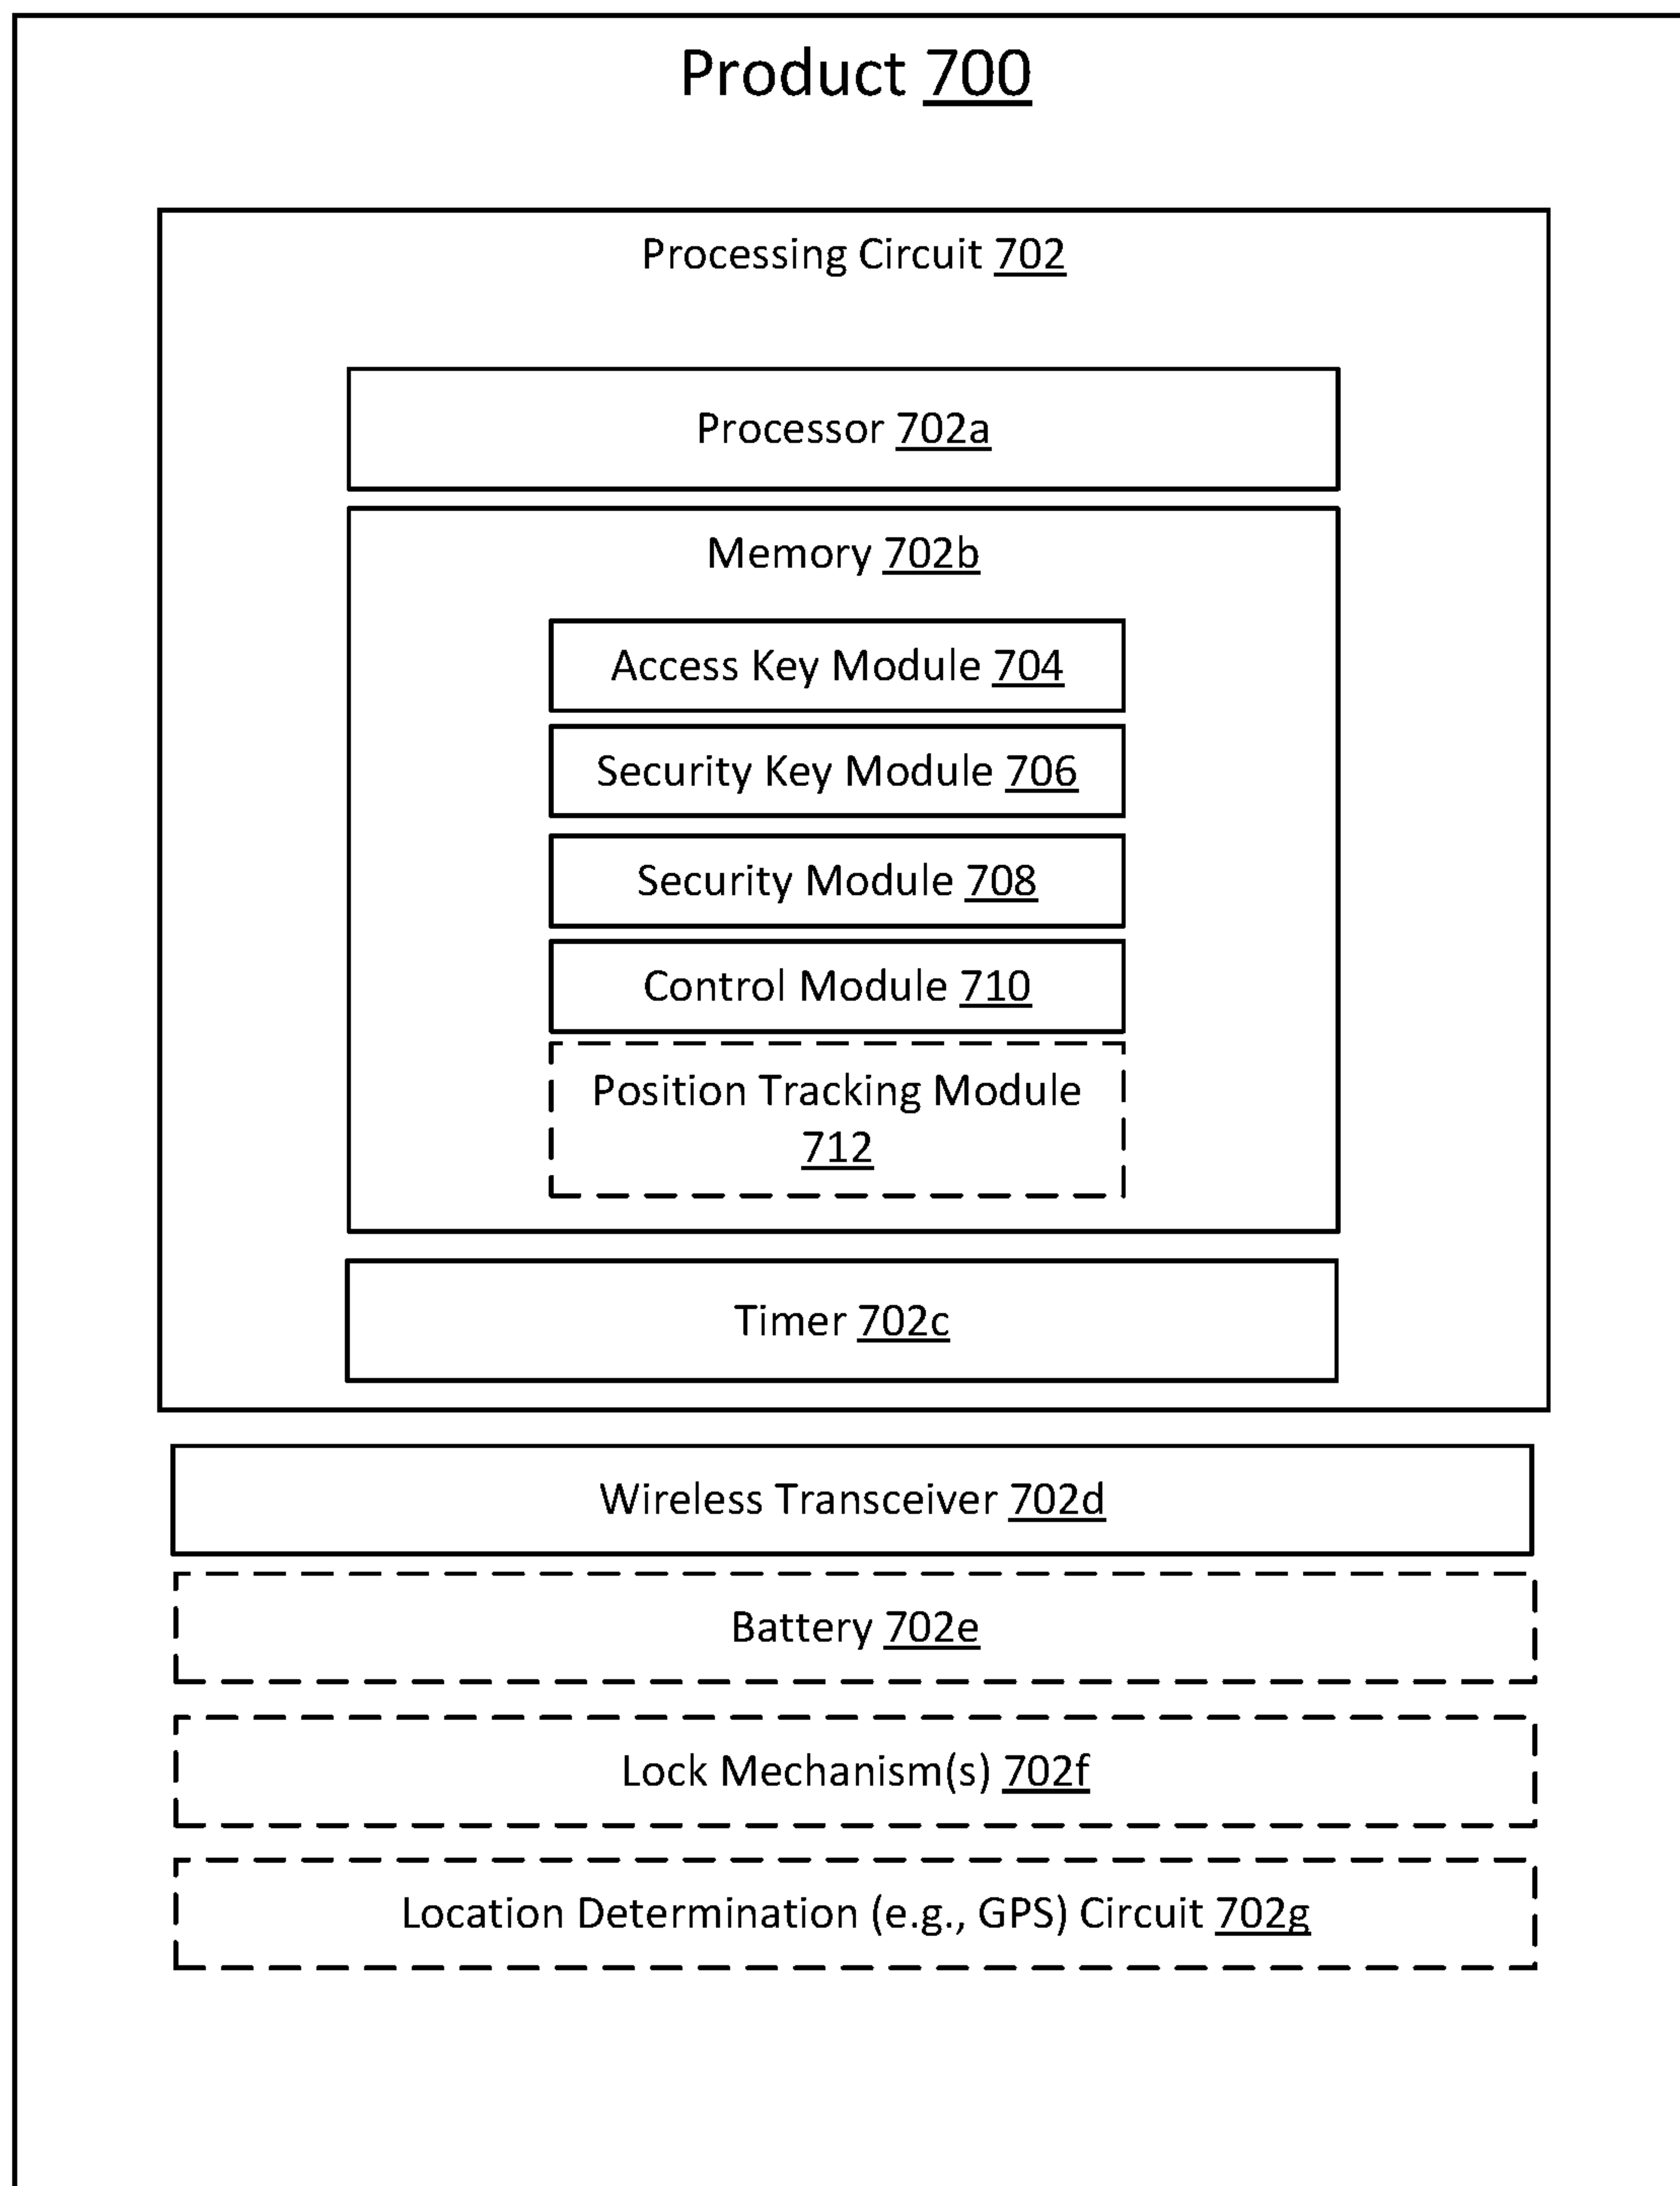 Product 700
Processing Circuit 702
Processor 702a
Memory 702b
Access Key Module 704
Security Key Module 706
Security Module 708
Control Module 710
Position Tracking Module
712
Timer 702c
Wireless Transceiver 702d
Battery 702e
Lock Mechanism(s) 702f
Location Determination (e.g., GPS) Circuit 702g